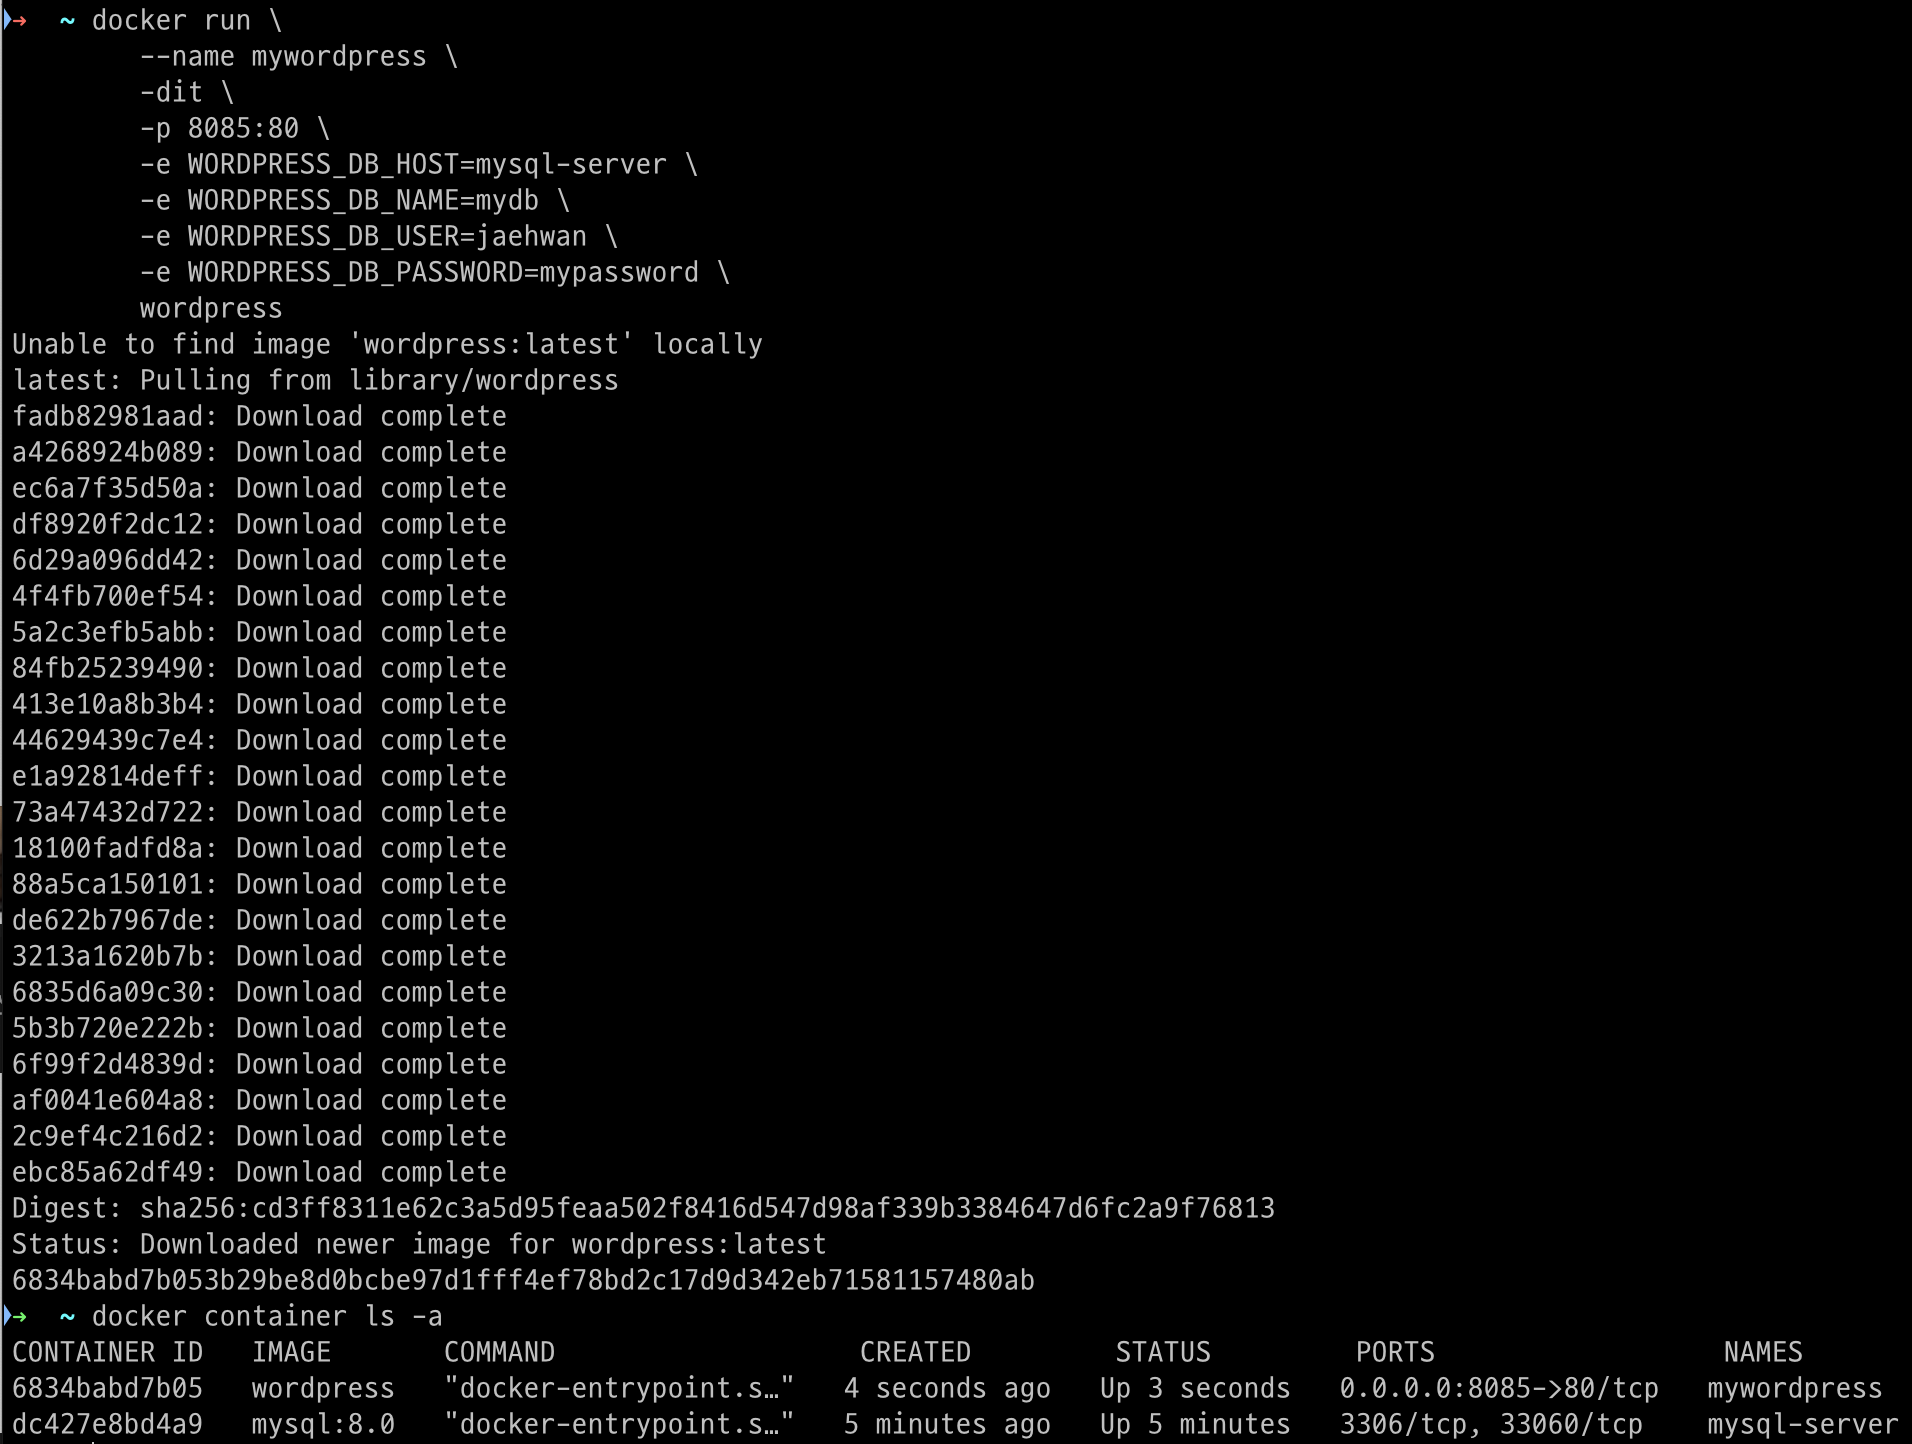 ➜  ~ docker run \
        --name mywordpress \
        -dit \
        -p 8085:80 \
        -e WORDPRESS_DB_HOST=mysql-server \
        -e WORDPRESS_DB_NAME=mydb \
        -e WORDPRESS_DB_USER=jaehwan \
        -e WORDPRESS_DB_PASSWORD=mypassword \
        wordpress
Unable to find image 'wordpress:latest' locally
latest: Pulling from library/wordpress
fadb82981aad: Download complete
a4268924b089: Download complete
ec6a7f35d50a: Download complete
df8920f2dc12: Download complete
6d29a096dd42: Download complete
4f4fb700ef54: Download complete
5a2c3efb5abb: Download complete
84fb25239490: Download complete
413e10a8b3b4: Download complete
44629439c7e4: Download complete
e1a92814deff: Download complete
73a47432d722: Download complete
18100fadfd8a: Download complete
88a5ca150101: Download complete
de622b7967de: Download complete
3213a1620b7b: Download complete
6835d6a09c30: Download complete
5b3b720e222b: Download complete
6f99f2d4839d: Download complete
af0041e604a8: Download complete
2c9ef4c216d2: Download complete
ebc85a62df49: Download complete
Digest: sha256:cd3ff8311e62c3a5d95feaa502f8416d547d98af339b3384647d6fc2a9f76813
Status: Downloaded newer image for wordpress:latest
6834babd7b053b29be8d0bcbe97d1fff4ef78bd2c17d9d342eb71581157480ab
➜  ~ docker container ls -a
CONTAINER ID   IMAGE       COMMAND                   CREATED         STATUS         PORTS                  NAMES
6834babd7b05   wordpress   "docker-entrypoint.s…"   4 seconds ago   Up 3 seconds   0.0.0.0:8085->80/tcp   mywordpress
dc427e8bd4a9   mysql:8.0   "docker-entrypoint.s…"   5 minutes ago   Up 5 minutes   3306/tcp, 33060/tcp    mysql-server